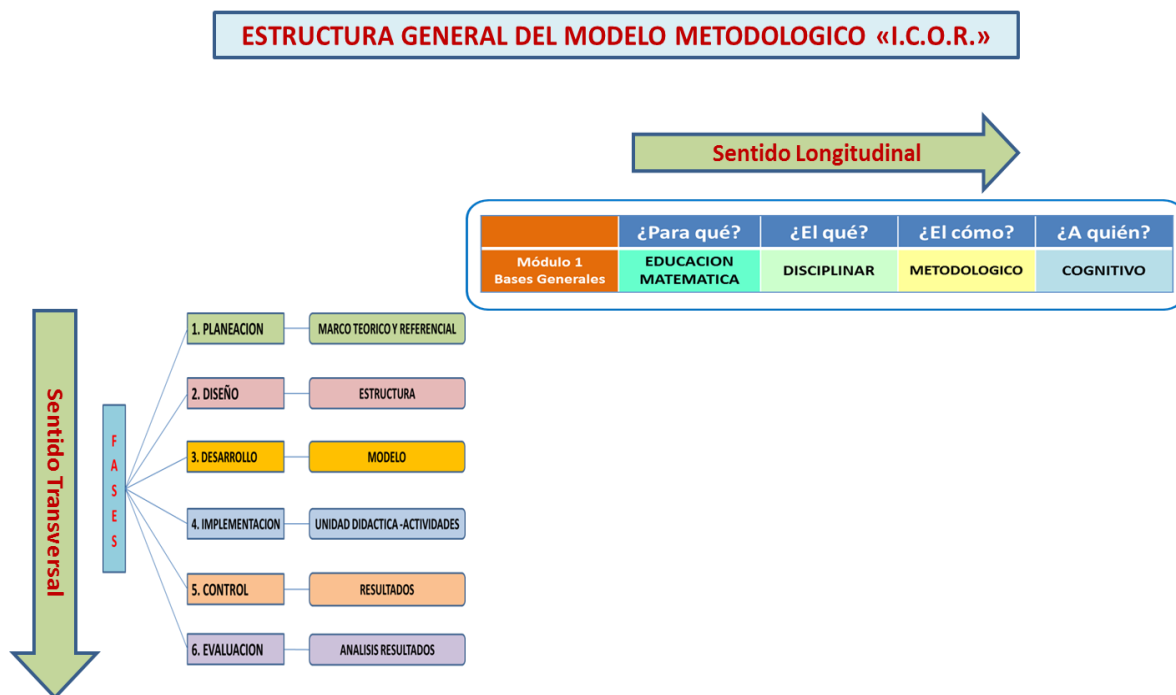 ESTRUCTURA GENERAL DEL MODELO METODOLOGICO «I.C.O.R.»
Sentido Longitudinal
¿Para qué? ¿El qué? ¿El cómo? ¿A quién?
Módulo 1
Bases Generales
EDUCACION
MATEMATICA
DISCIPLINAR
METODOLOGICO
COGNITIVO
Sentido Transversal
FASES
1. PLANEACION MARCO TEORICO Y REFERENCIAL
2. DISEÑO ESTRUCTURA
3. DESARROLLO MODELO
4. IMPLEMENTACION UNIDAD DIDACTICA -ACTIVIDADES
5. CONTROL RESULTADOS
6. EVALUACION ANALISIS RESULTADOS